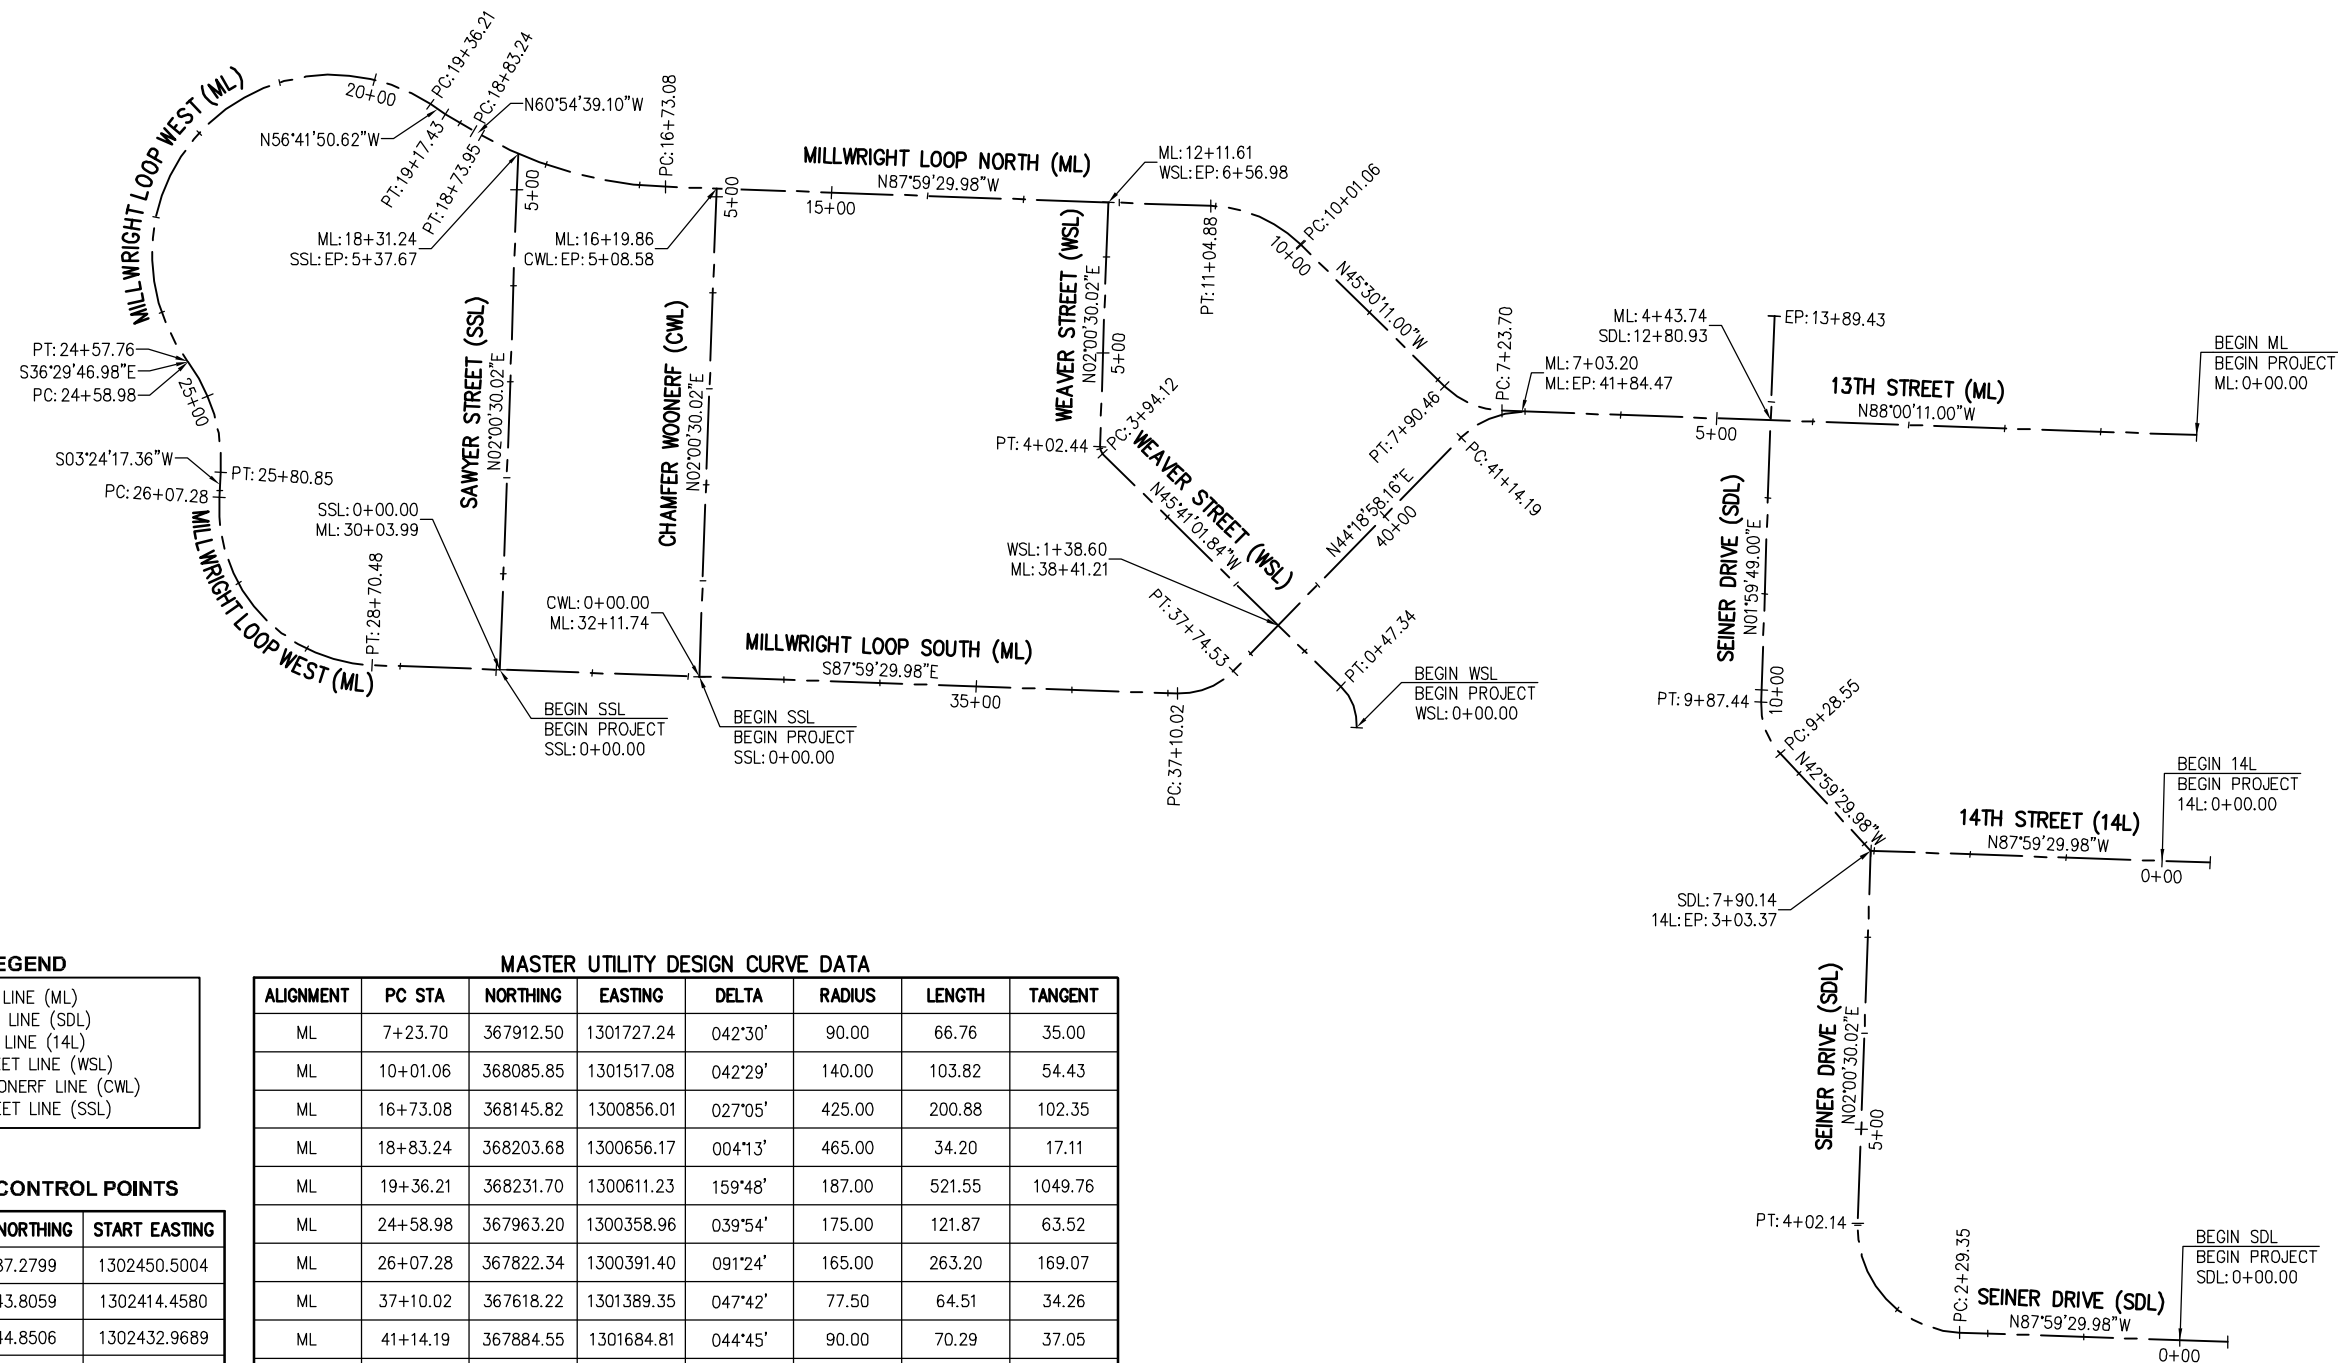 MILLWRIGHT LOOP WEST (ML)
20+00
PC: 19+36.21
PC: 18+83.24
N60°54'39.10"W
N56°41'50.62"W
PT: 19+17.43
PT: 18+73.95
PC: 16+73.08
MILLWRIGHT LOOP NORTH (ML)
N87°59'29.98"W
15+00
ML: 12+11.61
WSL: EP: 6+56.98
PC: 10+01.06
10+00
PT: 11+04.88
N45°30'11.00"W
ML: 18+31.24
SSL: EP: 5+37.67
5+00
ML: 16+19.86
CWL: EP: 5+08.58
5+00
WEAVER STREET (WSL)
N02°00'30.02"E
5+00
PC: 7+23.70
ML: 4+43.74
SDL: 12+80.93
EP: 13+89.43
ML: 7+03.20
ML: EP: 41+84.47
13TH STREET (ML)
N88°00'11.00"W
5+00
BEGIN ML
BEGIN PROJECT
ML: 0+00.00
PT: 24+57.76
S36°29'46.98"E
PC: 24+58.98
25+00
SAWYER STREET (SSL)
N02°00'30.02"E
CHAMFER WOONERF (CWL)
N02°00'30.02"E
PT: 4+02.44
PC: 3+94.12
WEAVER STREET (WSL)
N45°41'01.84"W
PT: 7+90.46
PC: 41+14.19
N44°18'58.16"E
40+00
S03°24'17.36"W
PT: 25+80.85
PC: 26+07.28
MILLWRIGHT LOOP WEST (ML)
PT: 28+70.48
SSL: 0+00.00
ML: 30+03.99
CWL: 0+00.00
ML: 32+11.74
WSL: 1+38.60
ML: 38+41.21
PT: 37+74.53
PT: 0+47.34
MILLWRIGHT LOOP SOUTH (ML)
S87°59'29.98"E
35+00
PC: 37+10.02
BEGIN SSL
BEGIN PROJECT
SSL: 0+00.00
BEGIN SSL
BEGIN PROJECT
SSL: 0+00.00
BEGIN WSL
BEGIN PROJECT
WSL: 0+00.00
SEINER DRIVE (SDL)
N01°59'49.00"E
PT: 9+87.44
10+00
PC: 9+28.55
N42°59'29.98"W
BEGIN 14L
BEGIN PROJECT
14L: 0+00.00
14TH STREET (14L)
N87°59'29.98"W
0+00
SDL: 7+90.14
14L: EP: 3+03.37
SEINER DRIVE (SDL)
N02°00'30.02"E
5+00
PT: 4+02.14
PC: 2+29.35
BEGIN SDL
BEGIN PROJECT
SDL: 0+00.00
SEINER DRIVE (SDL)
N87°59'29.98"W
0+00
EGEND
LINE (ML)
LINE (SDL)
LINE (14L)
EET LINE (WSL)
ONERF LINE (CWL)
EET LINE (SSL)
CONTROL POINTS
NORTHING START EASTING
37.2799 1302450.5004
43.8059 1302414.4580
44.8506 1302432.9689
MASTER UTILITY DESIGN CURVE DATA
ALIGNMENT PC STA NORTHING EASTING DELTA RADIUS LENGTH TANGENT
ML 7+23.70 367912.50 1301727.24 042°30' 90.00 66.76 35.00
ML 10+01.06 368085.85 1301517.08 042°29' 140.00 103.82 54.43
ML 16+73.08 368145.82 1300856.01 027°05' 425.00 200.88 102.35
ML 18+83.24 368203.68 1300656.17 004°13' 465.00 34.20 17.11
ML 19+36.21 368231.70 1300611.23 159°48' 187.00 521.55 1049.76
ML 24+58.98 367963.20 1300358.96 039°54' 175.00 121.87 63.52
ML 26+07.28 367822.34 1300391.40 091°24' 165.00 263.20 169.07
ML 37+10.02 367618.22 1301389.35 047°42' 77.50 64.51 34.26
ML 41+14.19 367884.55 1301684.81 044°45' 90.00 70.29 37.05